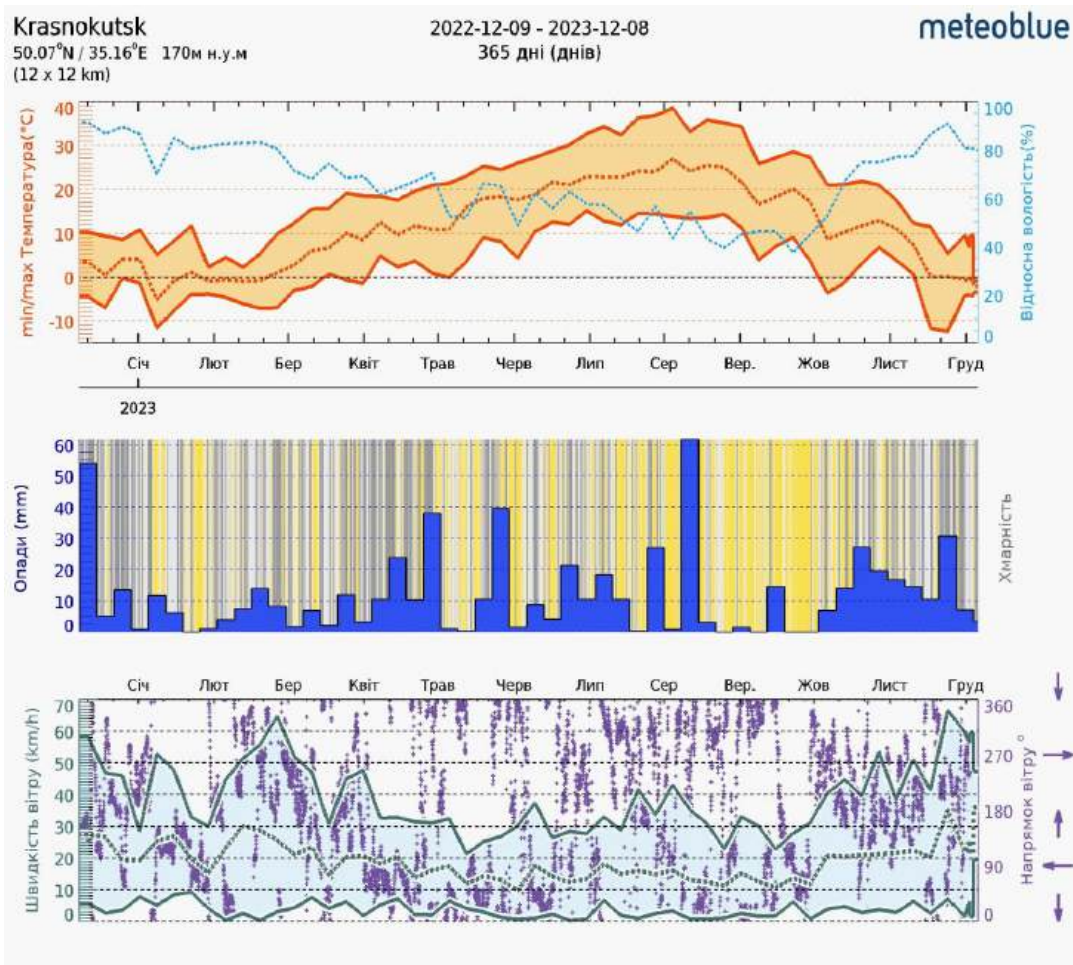 Krasnokutsk
50.07°N / 35.16°E 170м н.у.м
(12 x 12 km)
2022-12-09 - 2023-12-08
365 дні (днів)
meteoblue
min/max Температура(°C)
40
30
20
10
0
-10
100
80
60
40
20
0
Відносна вологість(%)
Січ Лют Бер Квіт Трав Черв Лип Сер Вер. Жов Лист Груд
2023
Опади (mm)
60
50
40
30
20
10
0
Хмарність
Січ Лют Бер Квіт Трав Черв Лип Сер Вер. Жов Лист Груд
Швидкість вітру (km/h)
70
60
50
40
30
20
10
0
360
270
180
90
0
Напрямок вітру °